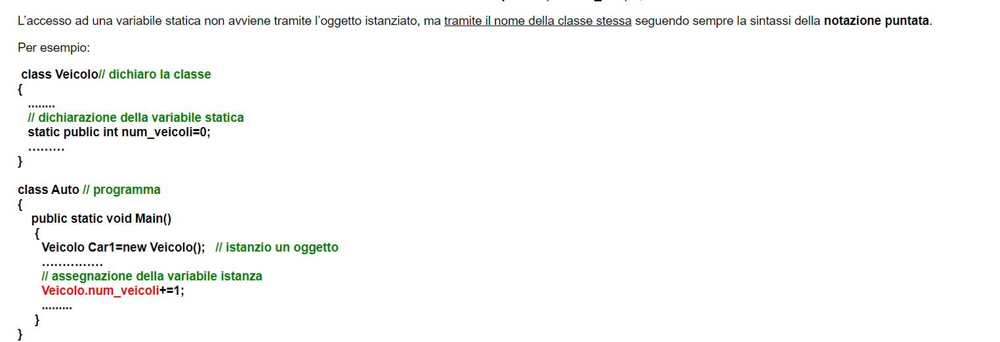 L’accesso ad una variabile statica non avviene tramite l’oggetto istanziato, ma tramite il nome della classe stessa seguendo sempre la sintassi della notazione puntata.
Per esempio:
class Veicolo// dichiaro la classe
{
........
// dichiarazione della variabile statica
static public int num_veicoli=0;
………
}
class Auto // programma
{
public static void Main()
{
Veicolo Car1=new Veicolo(); // istanzio un oggetto
……………
// assegnazione della variabile istanza
Veicolo.num_veicoli+=1;
.........
}
}